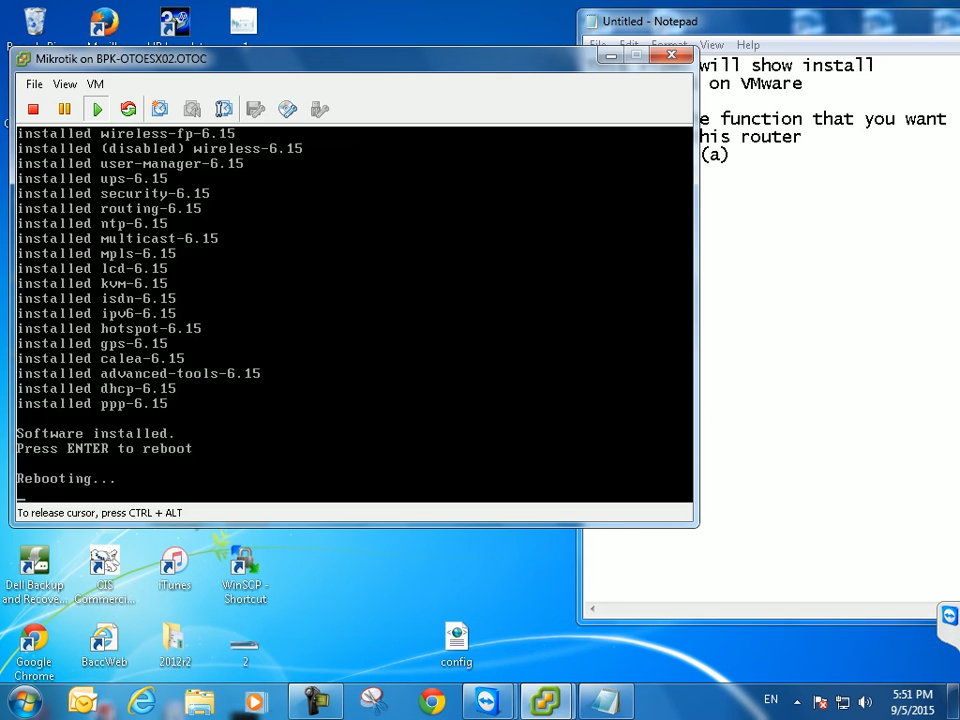 Untitled - Notepad
File Edit Format View Help
will show install
on VMware
e function that you want
his router
(a)
Mikrotik on BPK-OTOESX02.OTOC
File View VM
installed wireless-fp-6.15
installed (disabled) wireless-6.15
installed user-manager-6.15
installed ups-6.15
installed security-6.15
installed routing-6.15
installed ntp-6.15
installed multicast-6.15
installed mpls-6.15
installed lcd-6.15
installed kvm-6.15
installed isdn-6.15
installed ipv6-6.15
installed hotspot-6.15
installed gps-6.15
installed calea-6.15
installed advanced-tools-6.15
installed dhcp-6.15
installed ppp-6.15
Software installed.
Press ENTER to reboot
Rebooting...
To release cursor, press CTRL + ALT
Dell Backup
and Recove...
GIS
Commerci...
iTunes
WinSCP -
Shortcut
Google
Chrome
BaccWeb
2012r2
2
config
EN
5:51 PM
9/5/2015